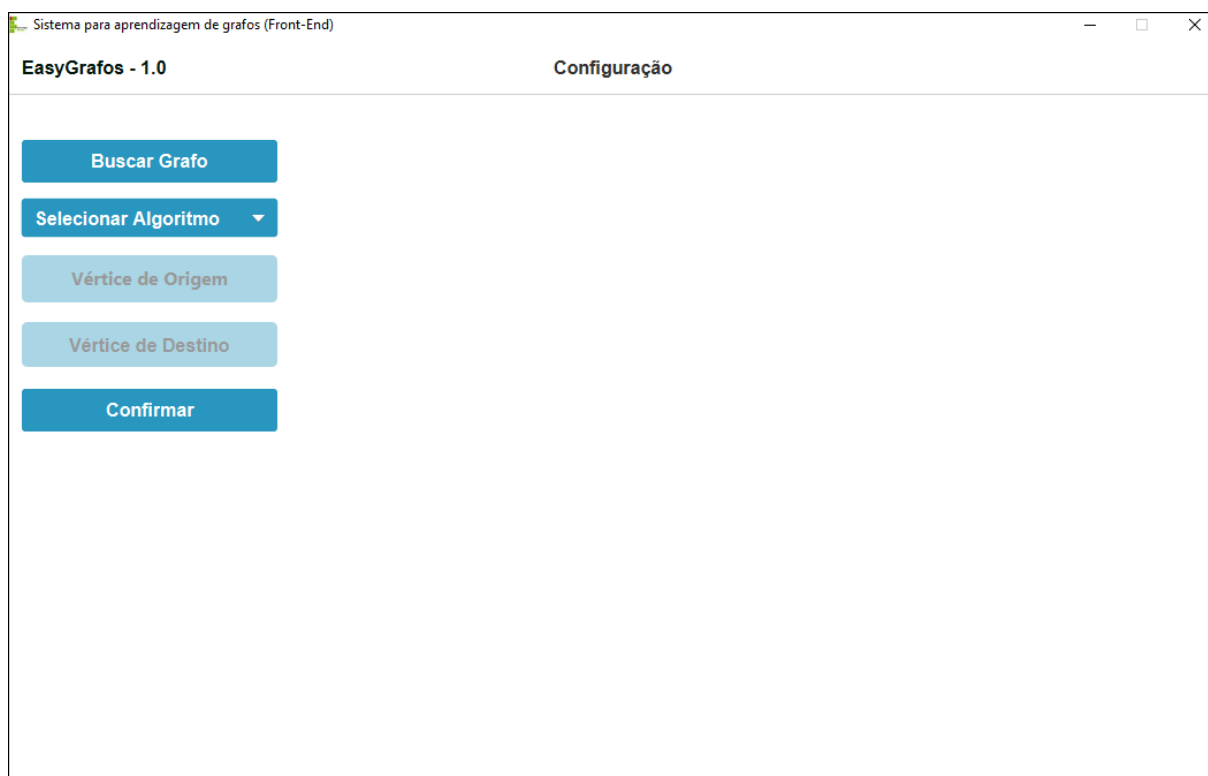 Sistema para aprendizagem de grafos (Front-End)
EasyGrafos - 1.0
Configuração
Buscar Grafo
Selecionar Algoritmo
Vértice de Origem
Vértice de Destino
Confirmar